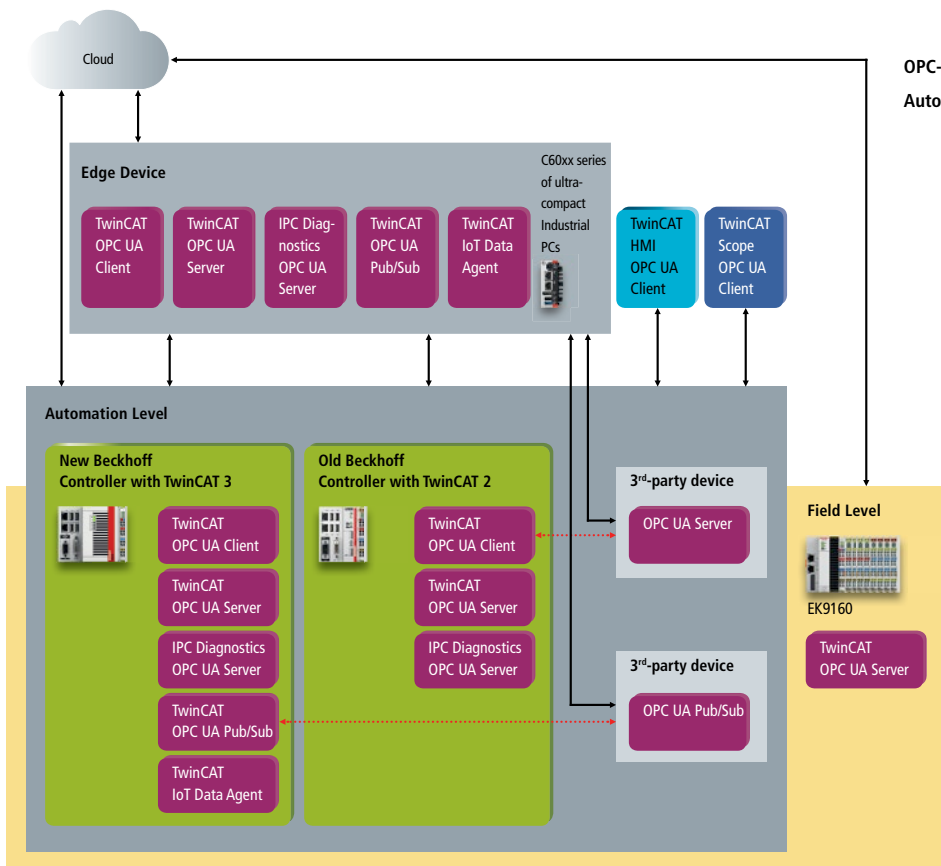 Cloud
OPC-
Auto
Edge Device
C60xx series
of ultra-
compact
Industrial
PCs
TwinCAT
OPC UA
Client
TwinCAT
OPC UA
Server
IPC Diag-
nostics
OPC UA
Server
TwinCAT
OPC UA
Pub/Sub
TwinCAT
IoT Data
Agent
TwinCAT
HMI
OPC UA
Client
TwinCAT
Scope
OPC UA
Client
Automation Level
New Beckhoff
Controller with TwinCAT 3
TwinCAT
OPC UA Client
TwinCAT
OPC UA Server
IPC Diagnostics
OPC UA Server
TwinCAT
OPC UA Pub/Sub
TwinCAT
IoT Data Agent
Old Beckhoff
Controller with TwinCAT 2
TwinCAT
OPC UA Client
TwinCAT
OPC UA Server
IPC Diagnostics
OPC UA Server
3rd-party device
OPC UA Server
3rd-party device
OPC UA Pub/Sub
Field Level
EK9160
TwinCAT
OPC UA Server